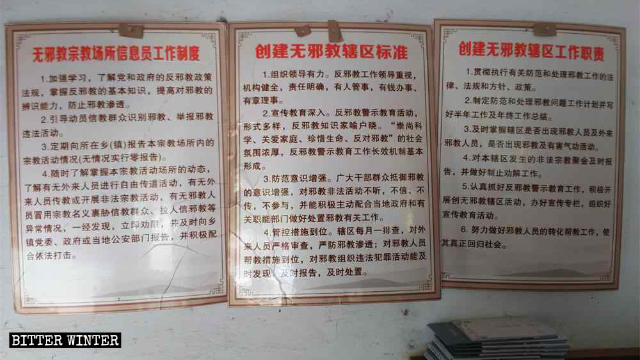 无邪教宗教场所信息员工作制度
1.加强学习，了解党和政府的反邪教政策
法规，掌握反邪教的基本知识，提高对邪教的
辨识能力，防止邪教渗透。
2.引导动员信教群众识别邪教、举报邪教
违法活动。
3.定期向所在乡(镇)报告本宗教场所内的
宗教活动情况(无情况实行零报告)。
4.随时了解掌握本宗教活动场所的动态，
了解有无外来人员进行自由传道活动，有无外
来人员传教或开展非法宗教活动，有无邪教人
员冒用宗教名义裹胁信教群众、拉人信邪教等
异常情况，一经发现，立即劝阻，并及时向乡
镇党委、政府或当地公安部门报告，并积极配
合依法打击。
创建无邪教辖区标准
1.组织领导有力。反邪教工作领导重视，
机构健全，责任明确，有人管事，有钱办事、
有章理事。
2.宣传教育深入。反邪教警示教育活动，
形式多样，反邪教知识家喻户晓。“崇尚科
学、关爱家庭、珍惜生命、反对邪教”的社会
氛围浓厚，反邪教警示教育工作长效机制基本
形成。
3.防范意识增强。广大干部群众抵御邪教
的意识增强，对邪教非法活动不听，不信、不
传，不参与，并能积极主动配合当地政府和有
关职能部门做好处置邪教有关工作。
4.管控措施到位。辖区每月一排查，对外
来人员严格审查，严防邪教渗透；对邪教人员
帮教措施到位，对邪教组织违法犯罪活动能及
时发现，及时报告，及时处置。
创建无邪教辖区工作职责
1.贯彻执行有关防范和处理邪教工作的法
律、法规和方针、政策。
2.制定防范和处理邪教问题工作计划并写
好半年工作及年终工作总结。
3.及时掌握辖区是否出现邪教人员及外来
邪教人员，是否出现邪教及有害气功活动。
4.对本辖区发生的非法宗教聚会及时报
告，并做好制止劝解工作。
5.认真抓好反邪教警示教育工作，积极开
展创无邪教辖区活动，办好宣传专栏，组织好
宣传教育活动。
6.努力做好邪教人员的转化帮教工作，使
其真正回归社会。
BITTER WINTER